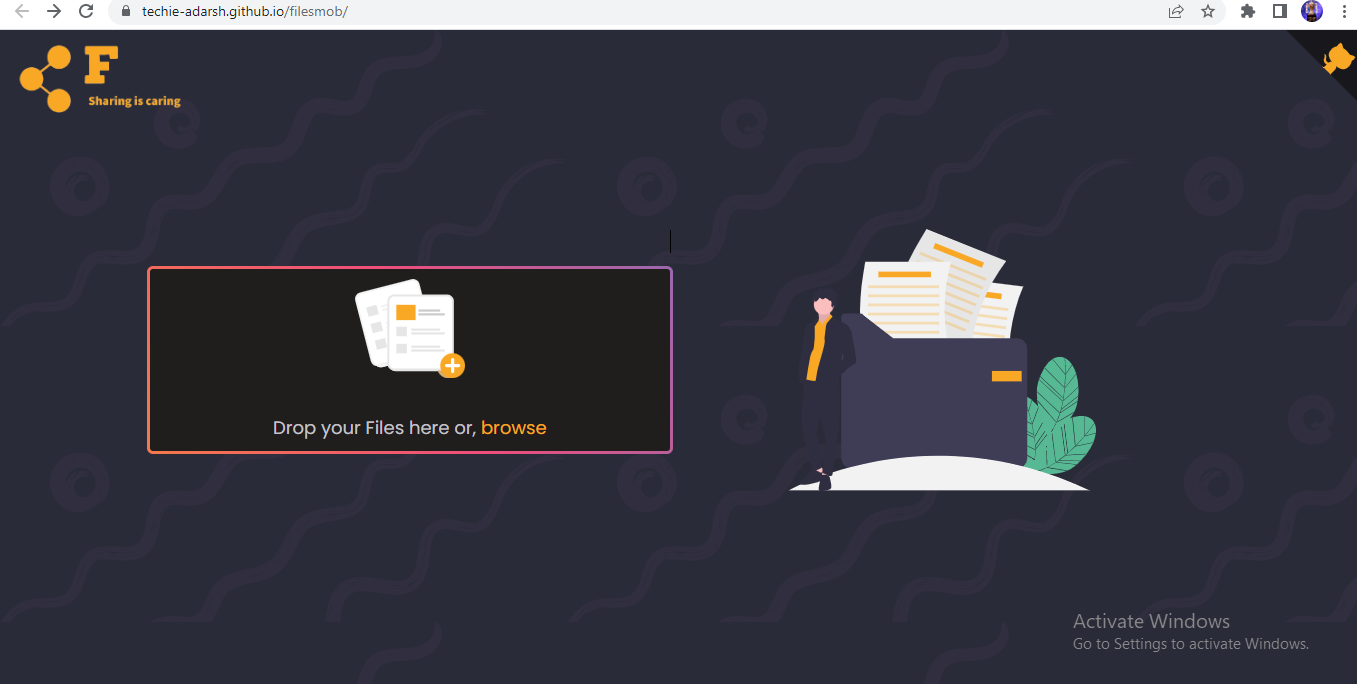 techie-adarsh.github.io/filesmob/
F
Sharing is caring
Drop your Files here or, browse
Activate Windows
Go to Settings to activate Windows.